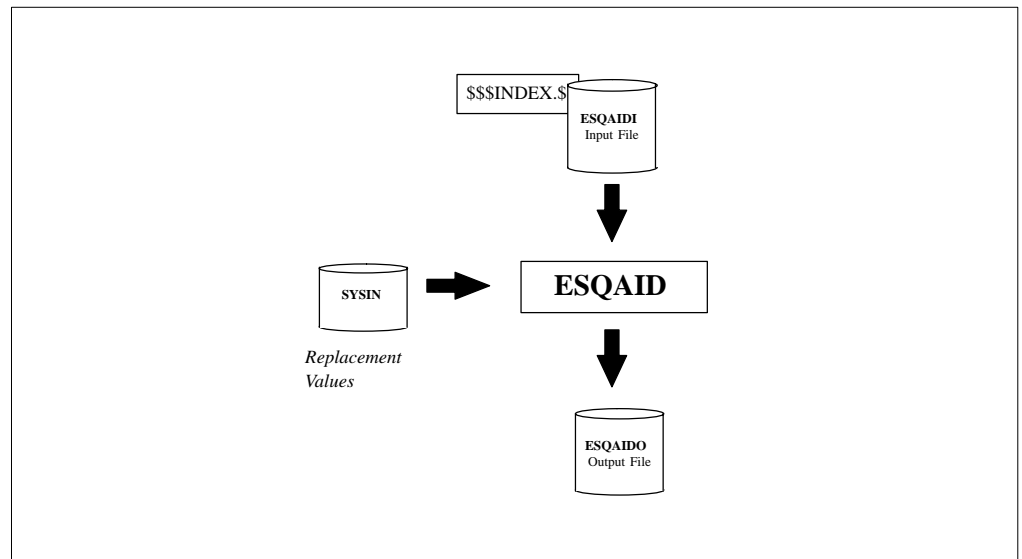 $$$INDEX.$
ESQAIDI
Input File
ESQAID
SYSIN
Replacement
Values
ESQAIDO
Output File